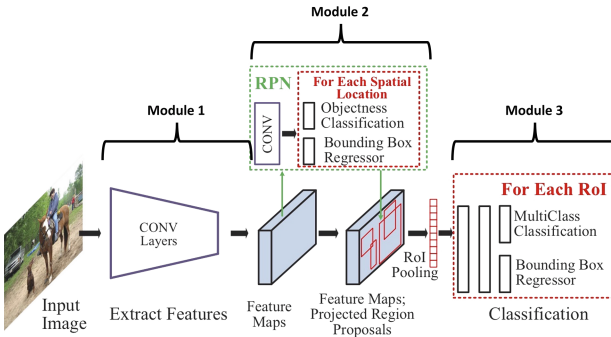 Module 2
RPN
For Each Spatial
Location
CONV
Objectness
Classification
Bounding Box
Regressor
Module 1
Module 3
CONV
Layers
For Each RoI
MultiClass
Classification
Bounding Box
Regressor
RoI
Pooling
Input
Image
Extract Features
Feature
Maps
Feature Maps;
Projected Region
Proposals
Classification